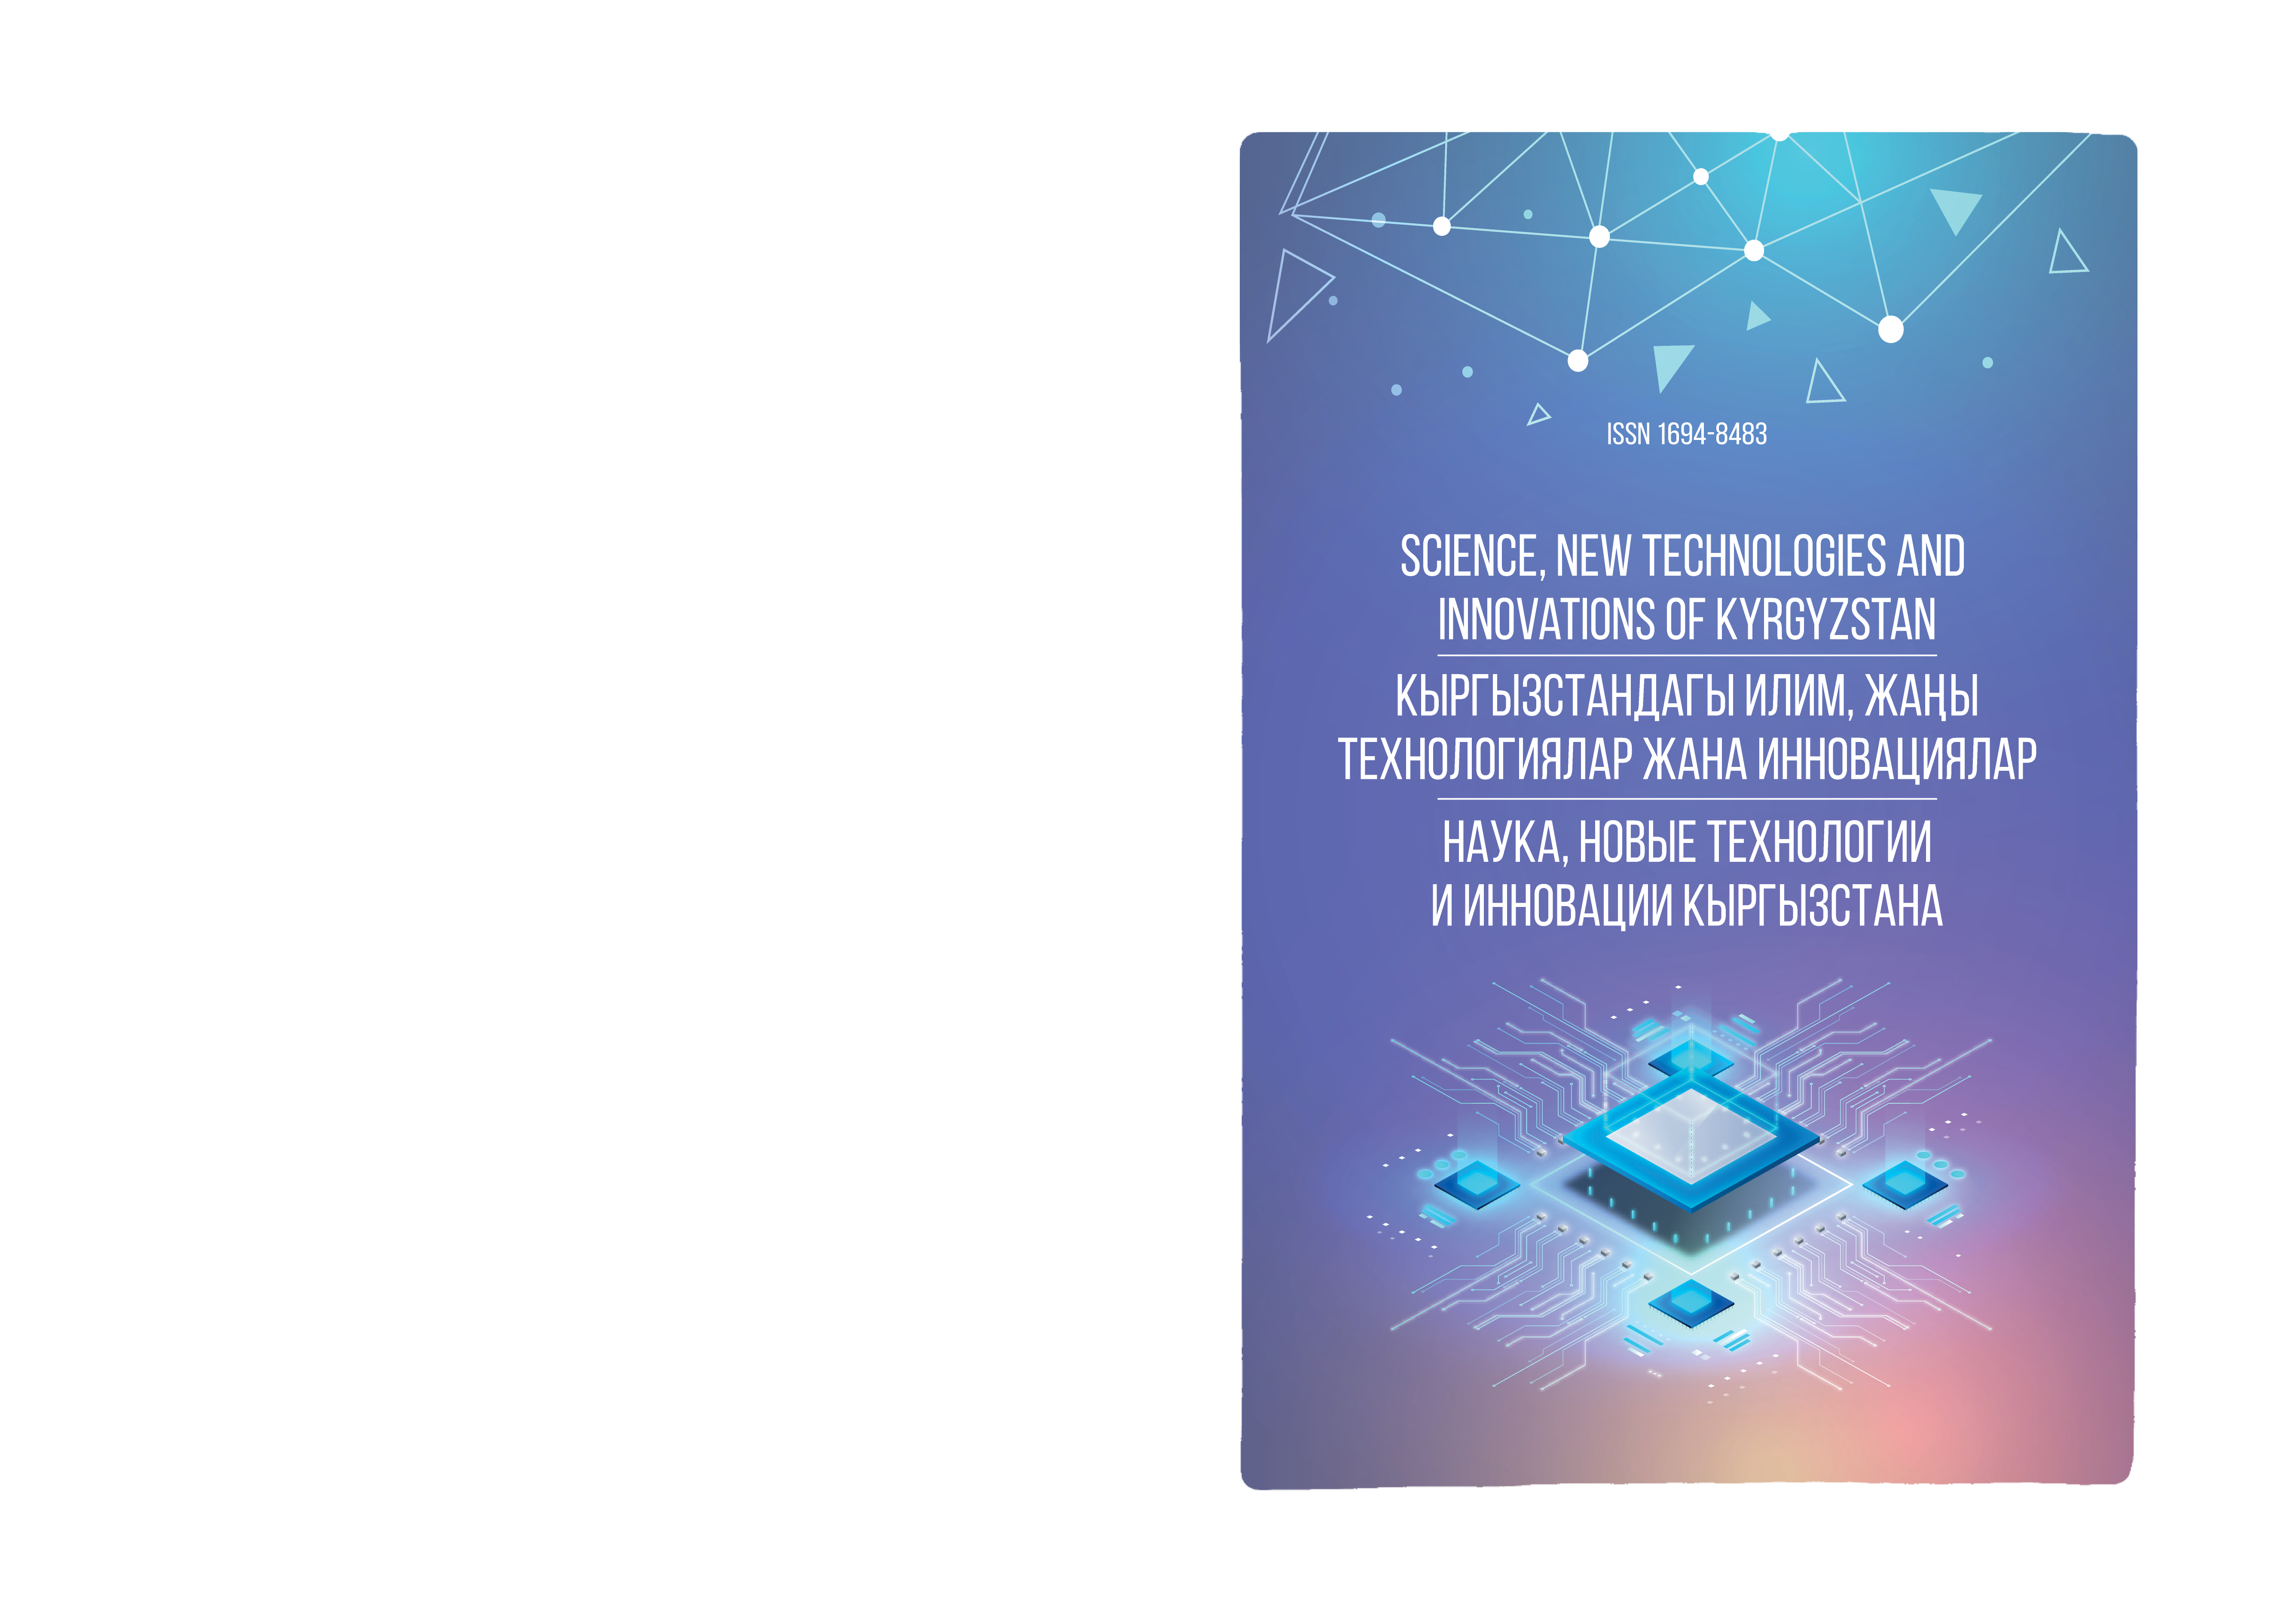 ISSN 1694-8483
SCIENCE, NEW TECHNOLOGIES AND
INNOVATIONS OF KYRGYZSTAN
КЫРГЫЗСТАНДАГЫ ИЛИМ, ЖАҢЫ
ТЕХНОЛОГИЯЛАР ЖАНА ИННОВАЦИЯЛАР
НАУКА, НОВЫЕ ТЕХНОЛОГИИ
И ИННОВАЦИИ КЫРГЫЗСТАНА